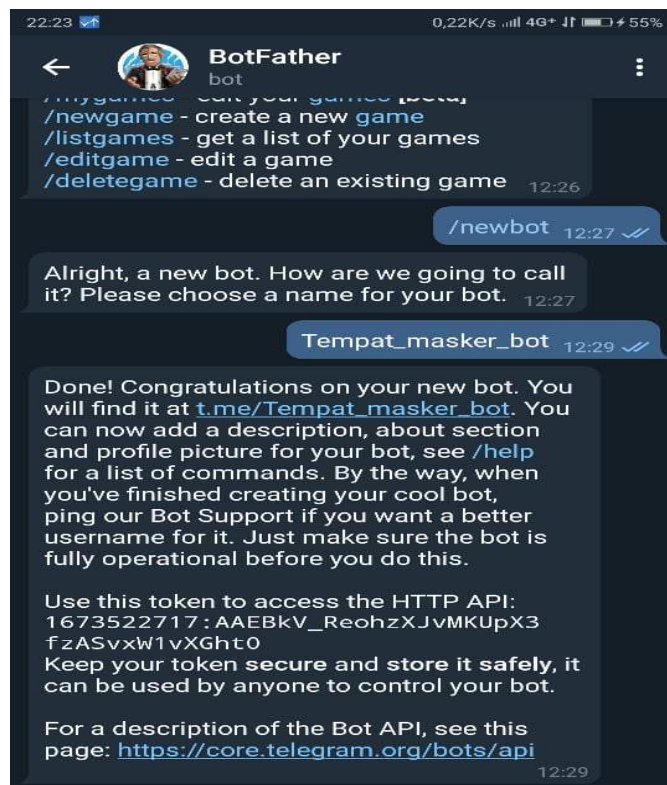 22:23 0,22K/s 4G+ 55%
BotFather
bot
/mygames - edit your games [beta]
/newgame - create a new game
/listgames - get a list of your games
/editgame - edit a game
/deletegame - delete an existing game 12:26
/newbot 12:27
Alright, a new bot. How are we going to call
it? Please choose a name for your bot. 12:27
Tempat_masker_bot 12:29
Done! Congratulations on your new bot. You
will find it at t.me/Tempat_masker_bot. You
can now add a description, about section
and profile picture for your bot, see /help
for a list of commands. By the way, when
you've finished creating your cool bot,
ping our Bot Support if you want a better
username for it. Just make sure the bot is
fully operational before you do this.
Use this token to access the HTTP API:
1673522717:AAEBkV_ReohzXJvMKUpX3
fzASvxW1vXGht0
Keep your token secure and store it safely, it
can be used by anyone to control your bot.
For a description of the Bot API, see this
page: https://core.telegram.org/bots/api
12:29